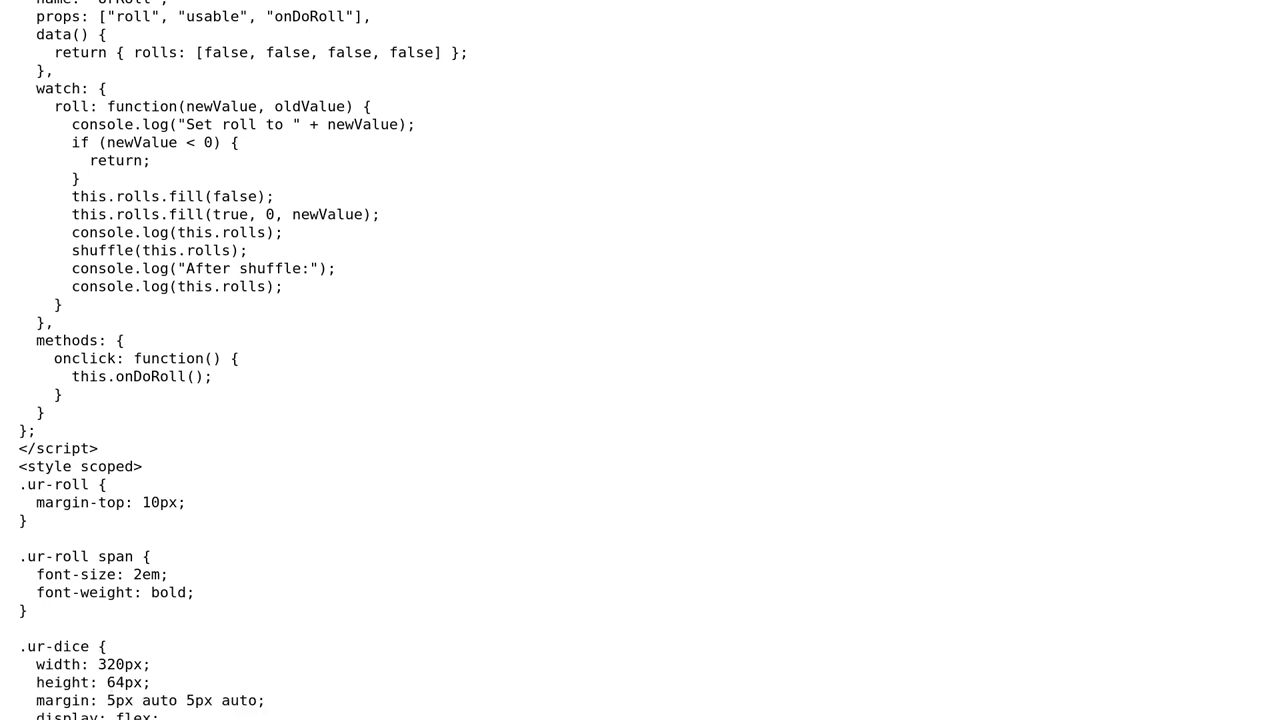 name: "UrRoll",
props: ["roll", "usable", "onDoRoll"],
data() {
return { rolls: [false, false, false, false] };
},
watch: {
roll: function(newValue, oldValue) {
console.log("Set roll to " + newValue);
if (newValue < 0) {
return;
}
this.rolls.fill(false);
this.rolls.fill(true, 0, newValue);
console.log(this.rolls);
shuffle(this.rolls);
console.log("After shuffle:");
console.log(this.rolls);
}
},
methods: {
onclick: function() {
this.onDoRoll();
}
}
};
</script>
<style scoped>
.ur-roll {
margin-top: 10px;
}

.ur-roll span {
font-size: 2em;
font-weight: bold;
}

.ur-dice {
width: 320px;
height: 64px;
margin: 5px auto 5px auto;
display: flex;